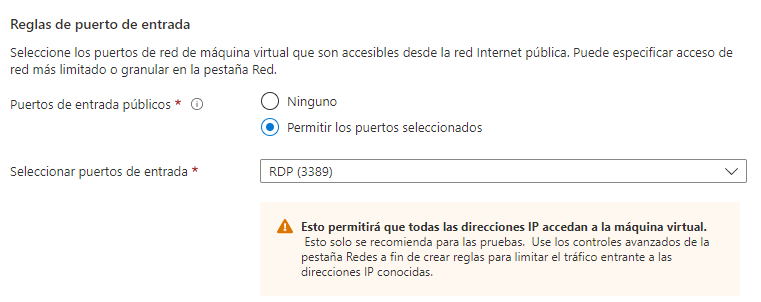 Reglas de puerto de entrada
Seleccione los puertos de red de máquina virtual que son accesibles desde la red Internet pública. Puede especificar acceso de
red más limitado o granular en la pestaña Red.
Puertos de entrada públicos *
Ninguno
Permitir los puertos seleccionados
Seleccionar puertos de entrada *
RDP (3389)
Esto permitirá que todas las direcciones IP accedan a la máquina virtual.
Esto solo se recomienda para las pruebas. Use los controles avanzados de la
pestaña Redes a fin de crear reglas para limitar el tráfico entrante a las
direcciones IP conocidas.